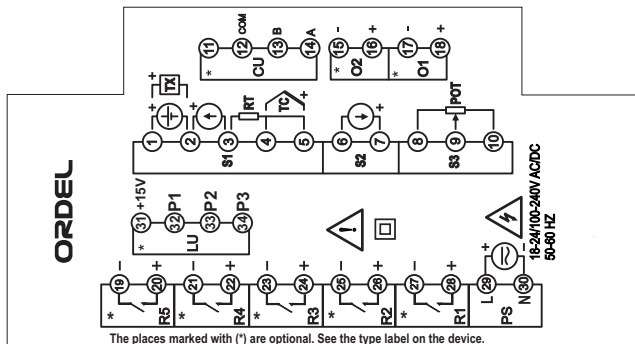 11 12 13 14
COM B A
* CU
15 16 17 18
- + - +
* O2 * O1
+ TX
+ RT TC + + POT
1 2 3 4 5 6 7 8 9 10
S1 S2 S3
ORDEL
31 32 33 34
+15V P1 P2 P3
* LU
!
18-24/100-240V AC/DC
50-60 HZ
- + - + - + - + - + + -
19 20 21 22 23 24 25 26 27 28 29 30
L N
* R5 * R4 * R3 * R2 * R1 PS
The places marked with (*) are optional. See the type label on the device.